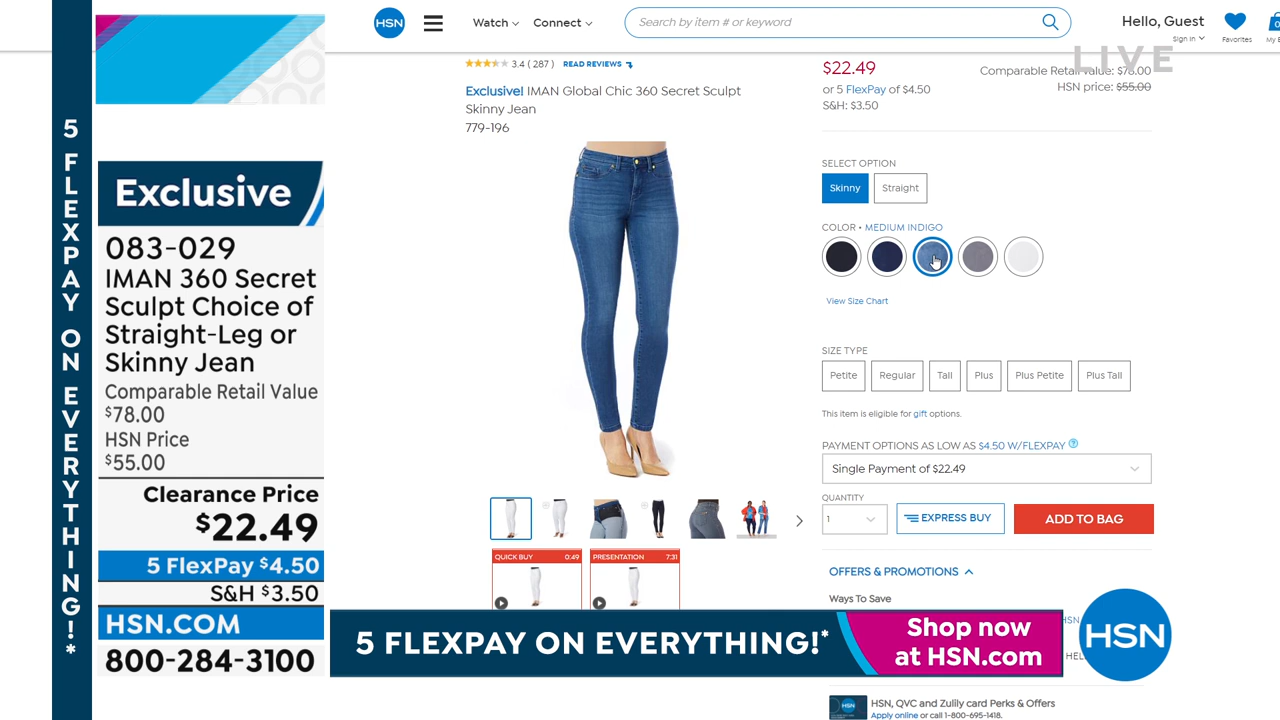 5 FLEXPAY ON EVERYTHING!*
Exclusive
083-029
IMAN 360 Secret
Sculpt Choice of
Straight-Leg or
Skinny Jean
Comparable Retail Value
$78.00
HSN Price
$55.00
Clearance Price
$22.49
5 FlexPay $4.50
S&H $3.50
HSN.COM
800-284-3100
HSN
Watch
Connect
Search by item # or keyword
Hello, Guest
Sign In
Favorites
0
LIVE
3.4 ( 287 ) READ REVIEWS
Exclusive! IMAN Global Chic 360 Secret Sculpt
Skinny Jean
779-196
$22.49
or 5 FlexPay of $4.50
S&H: $3.50
Comparable Retail Value: $78.00
HSN price: $55.00
SELECT OPTION
Skinny
Straight
COLOR • MEDIUM INDIGO
View Size Chart
SIZE TYPE
Petite
Regular
Tall
Plus
Plus Petite
Plus Tall
This item is eligible for gift options.
PAYMENT OPTIONS AS LOW AS $4.50 W/FLEXPAY
Single Payment of $22.49
QUANTITY
1
EXPRESS BUY
ADD TO BAG
QUICK BUY 0:49
PRESENTATION 7:31
OFFERS & PROMOTIONS
Ways To Save
5 FLEXPAY ON EVERYTHING!*
Shop now
at HSN.com
HSN
HSN
HSN, QVC and Zulily card Perks & Offers
Apply online or call 1-800-695-1418.